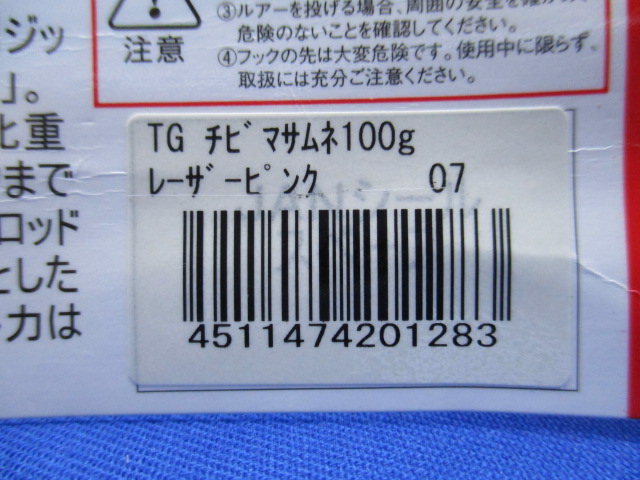 ③ルアーを投げる場合、周囲の安全を確かめ、
危険のないことを確認してください。
④フックの先は大変危険です。使用中に限らず、
取扱には充分ご注意ください。
注意
ジッ
」。
比重
まで
ロッド
とした
力は
TG チビマサムネ100g
レーザーピンク 07
4511474201283